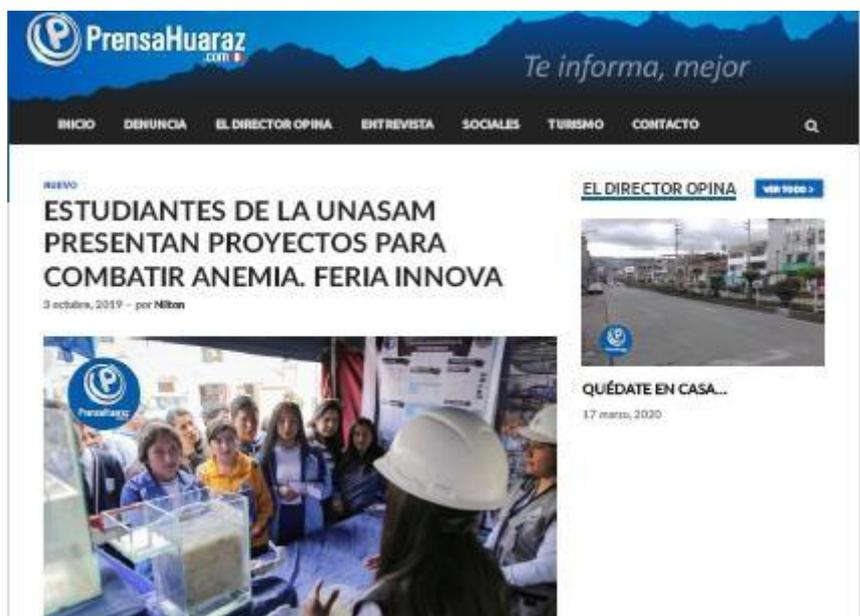 PrensaHuaraz
.com
Te informa, mejor
INICIO DENUNCIA EL DIRECTOR OPINA ENTREVISTA SOCIALES TURISMO CONTACTO
NUEVO
ESTUDIANTES DE LA UNASAM
PRESENTAN PROYECTOS PARA
COMBATIR ANEMIA. FERIA INNOVA
3 octubre, 2019 – por Nilton
PrensaHuaraz
EL DIRECTOR OPINA VER TODO >
QUÉDATE EN CASA...
17 marzo, 2020